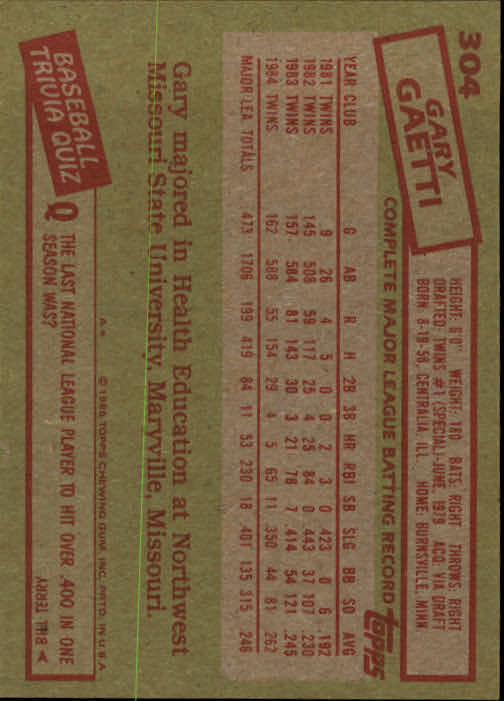 304
GARY
GAETTI
HEIGHT: 6'0" WEIGHT: 180 BATS: RIGHT THROWS: RIGHT
DRAFTED: TWINS #1 (SPECIAL)-JUNE, 1979 ACQ: VIA DRAFT
BORN 8-19-58, CENTRALIA, ILL. HOME: BURNSVILLE, MINN
COMPLETE MAJOR LEAGUE BATTING RECORD
topps
YEAR CLUB G AB R H 2B 3B HR RBI SB SLG BB SO AVG
1981 TWINS 9 26 4 5 0 0 2 3 0 .423 0 6 .192
1982 TWINS 145 508 59 117 25 4 25 84 0 .443 37 107 .230
1983 TWINS 157 584 81 143 30 3 21 78 7 .414 54 121 .245
1984 TWINS 162 588 55 154 29 4 5 65 11 .350 44 81 .262
MAJOR LEA. TOTALS 473 1706 199 419 84 11 53 230 18 .401 135 315 .246
Gary majored in Health Education at Northwest
Missouri State University, Maryville, Missouri.
A* © 1985 TOPPS CHEWING GUM, INC. PRTD. IN U.S.A.
BASEBALL
TRIVIA QUIZ
Q THE LAST NATIONAL LEAGUE PLAYER TO HIT OVER .400 IN ONE
SEASON WAS?
A BILL TERRY